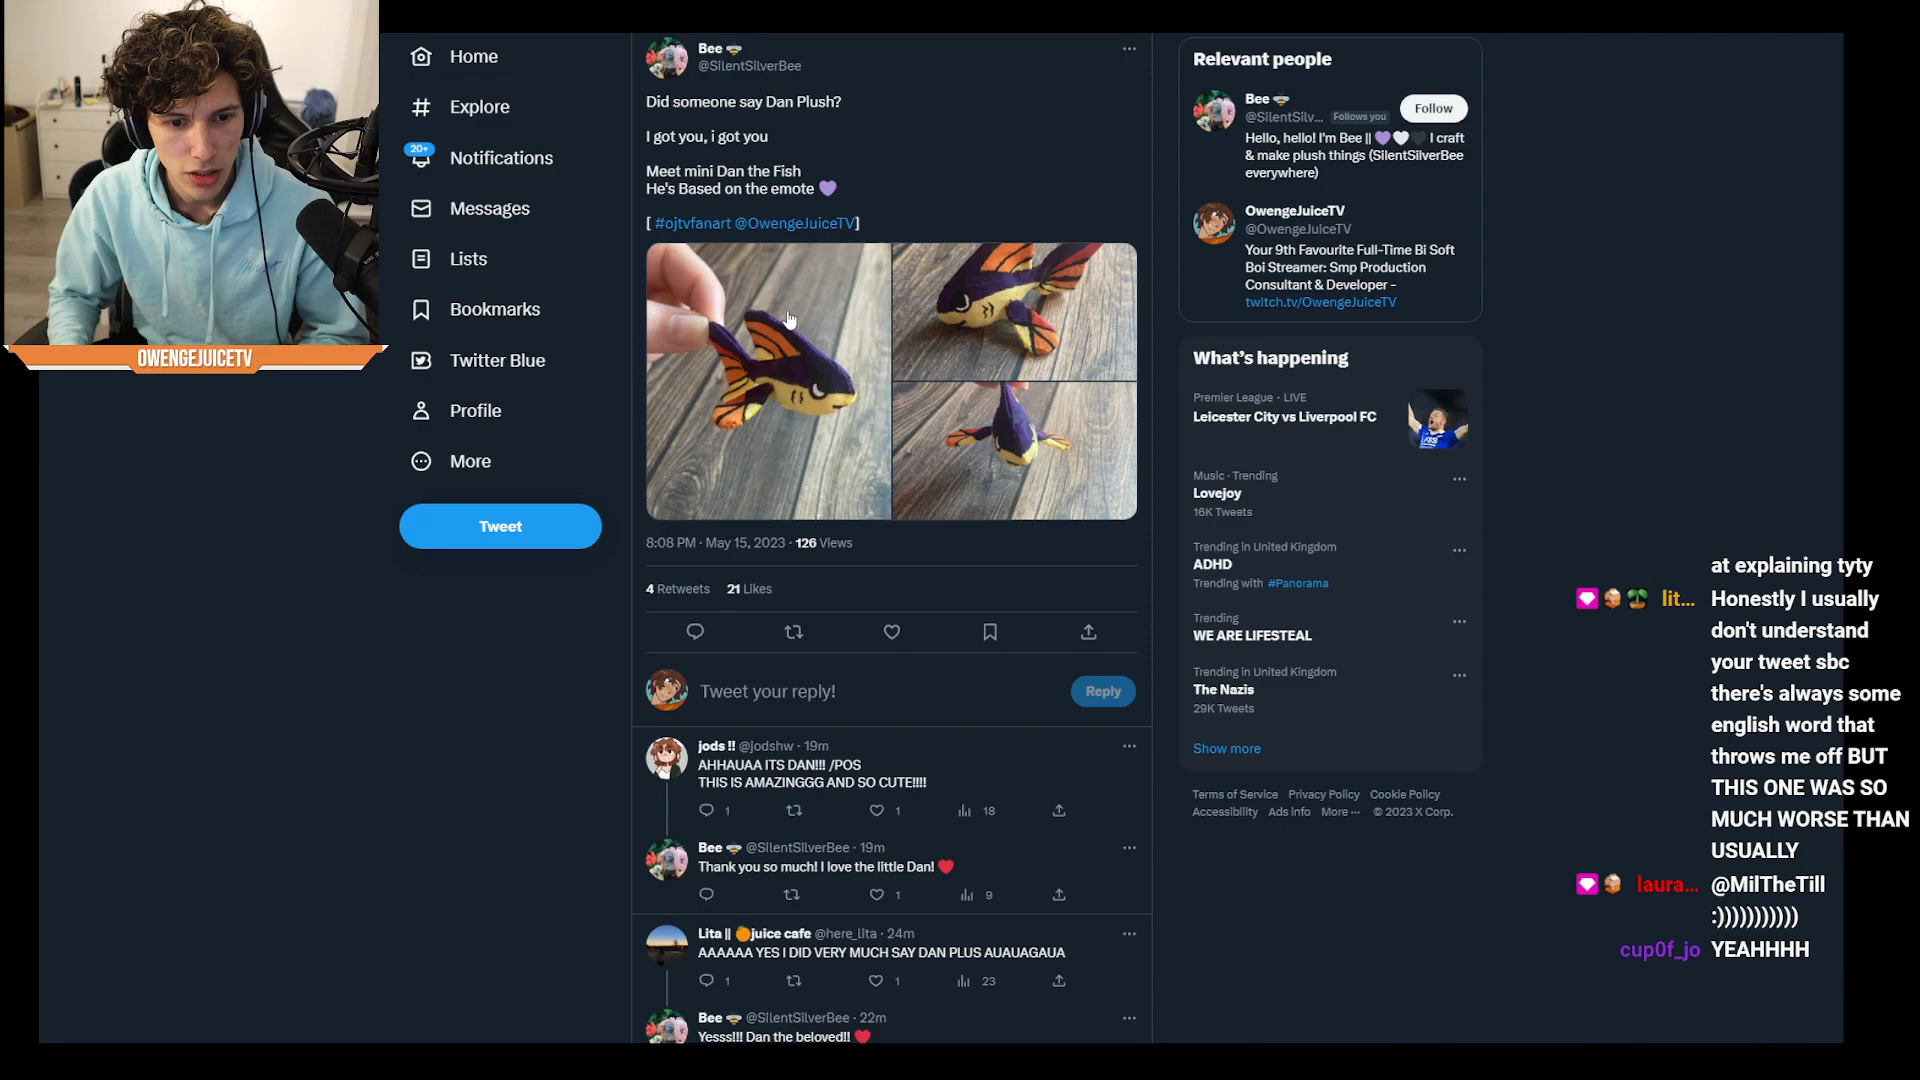 OWENGEJUICETV
Home
Explore
20+
Notifications
Messages
Lists
Bookmarks
Twitter Blue
Profile
More
Tweet
Bee
@SilentSilverBee
Did someone say Dan Plush?
I got you, i got you
Meet mini Dan the Fish
He's Based on the emote 💜
[ #ojtvfanart @OwengeJuiceTV]
8:08 PM · May 15, 2023 · 126 Views
4 Retweets 21 Likes
Tweet your reply!
Reply
jods !! @jodshw · 19m
AHHAUAA ITS DAN!!! /POS
THIS IS AMAZINGGG AND SO CUTE!!!!
1 1 18
Bee @SilentSilverBee · 19m
Thank you so much! I love the little Dan! ❤️
1 9
Lita || 🍊juice cafe @here_lita · 24m
AAAAAA YES I DID VERY MUCH SAY DAN PLUS AUAUAGAUA
1 1 23
Bee @SilentSilverBee · 22m
Yesss!!! Dan the beloved!! ❤️
Relevant people
Bee
@SilentSilv... Follows you
Follow
Hello, hello! I'm Bee || 💜🤍🖤 I craft
& make plush things (SilentSilverBee
everywhere)
OwengeJuiceTV
@OwengeJuiceTV
Your 9th Favourite Full-Time Bi Soft
Boi Streamer: Smp Production
Consultant & Developer -
twitch.tv/OwengeJuiceTV
What's happening
Premier League · LIVE
Leicester City vs Liverpool FC
Music · Trending
Lovejoy
16K Tweets
Trending in United Kingdom
ADHD
Trending with #Panorama
Trending
WE ARE LIFESTEAL
Trending in United Kingdom
The Nazis
29K Tweets
Show more
Terms of Service Privacy Policy Cookie Policy
Accessibility Ads info More ··· © 2023 X Corp.
at explaining tyty
lit... Honestly I usually
don't understand
your tweet sbc
there's always some
english word that
throws me off BUT
THIS ONE WAS SO
MUCH WORSE THAN
USUALLY
laura... @MilTheTill
:)))))))))))
cup0f_jo YEAHHHH